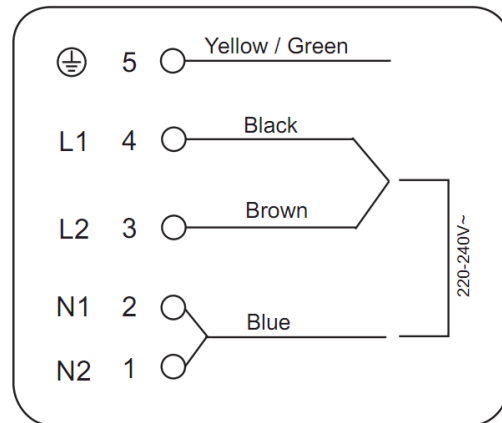 5 Yellow / Green
L1 4 Black
L2 3 Brown
N1 2
Blue
N2 1
220-240V~